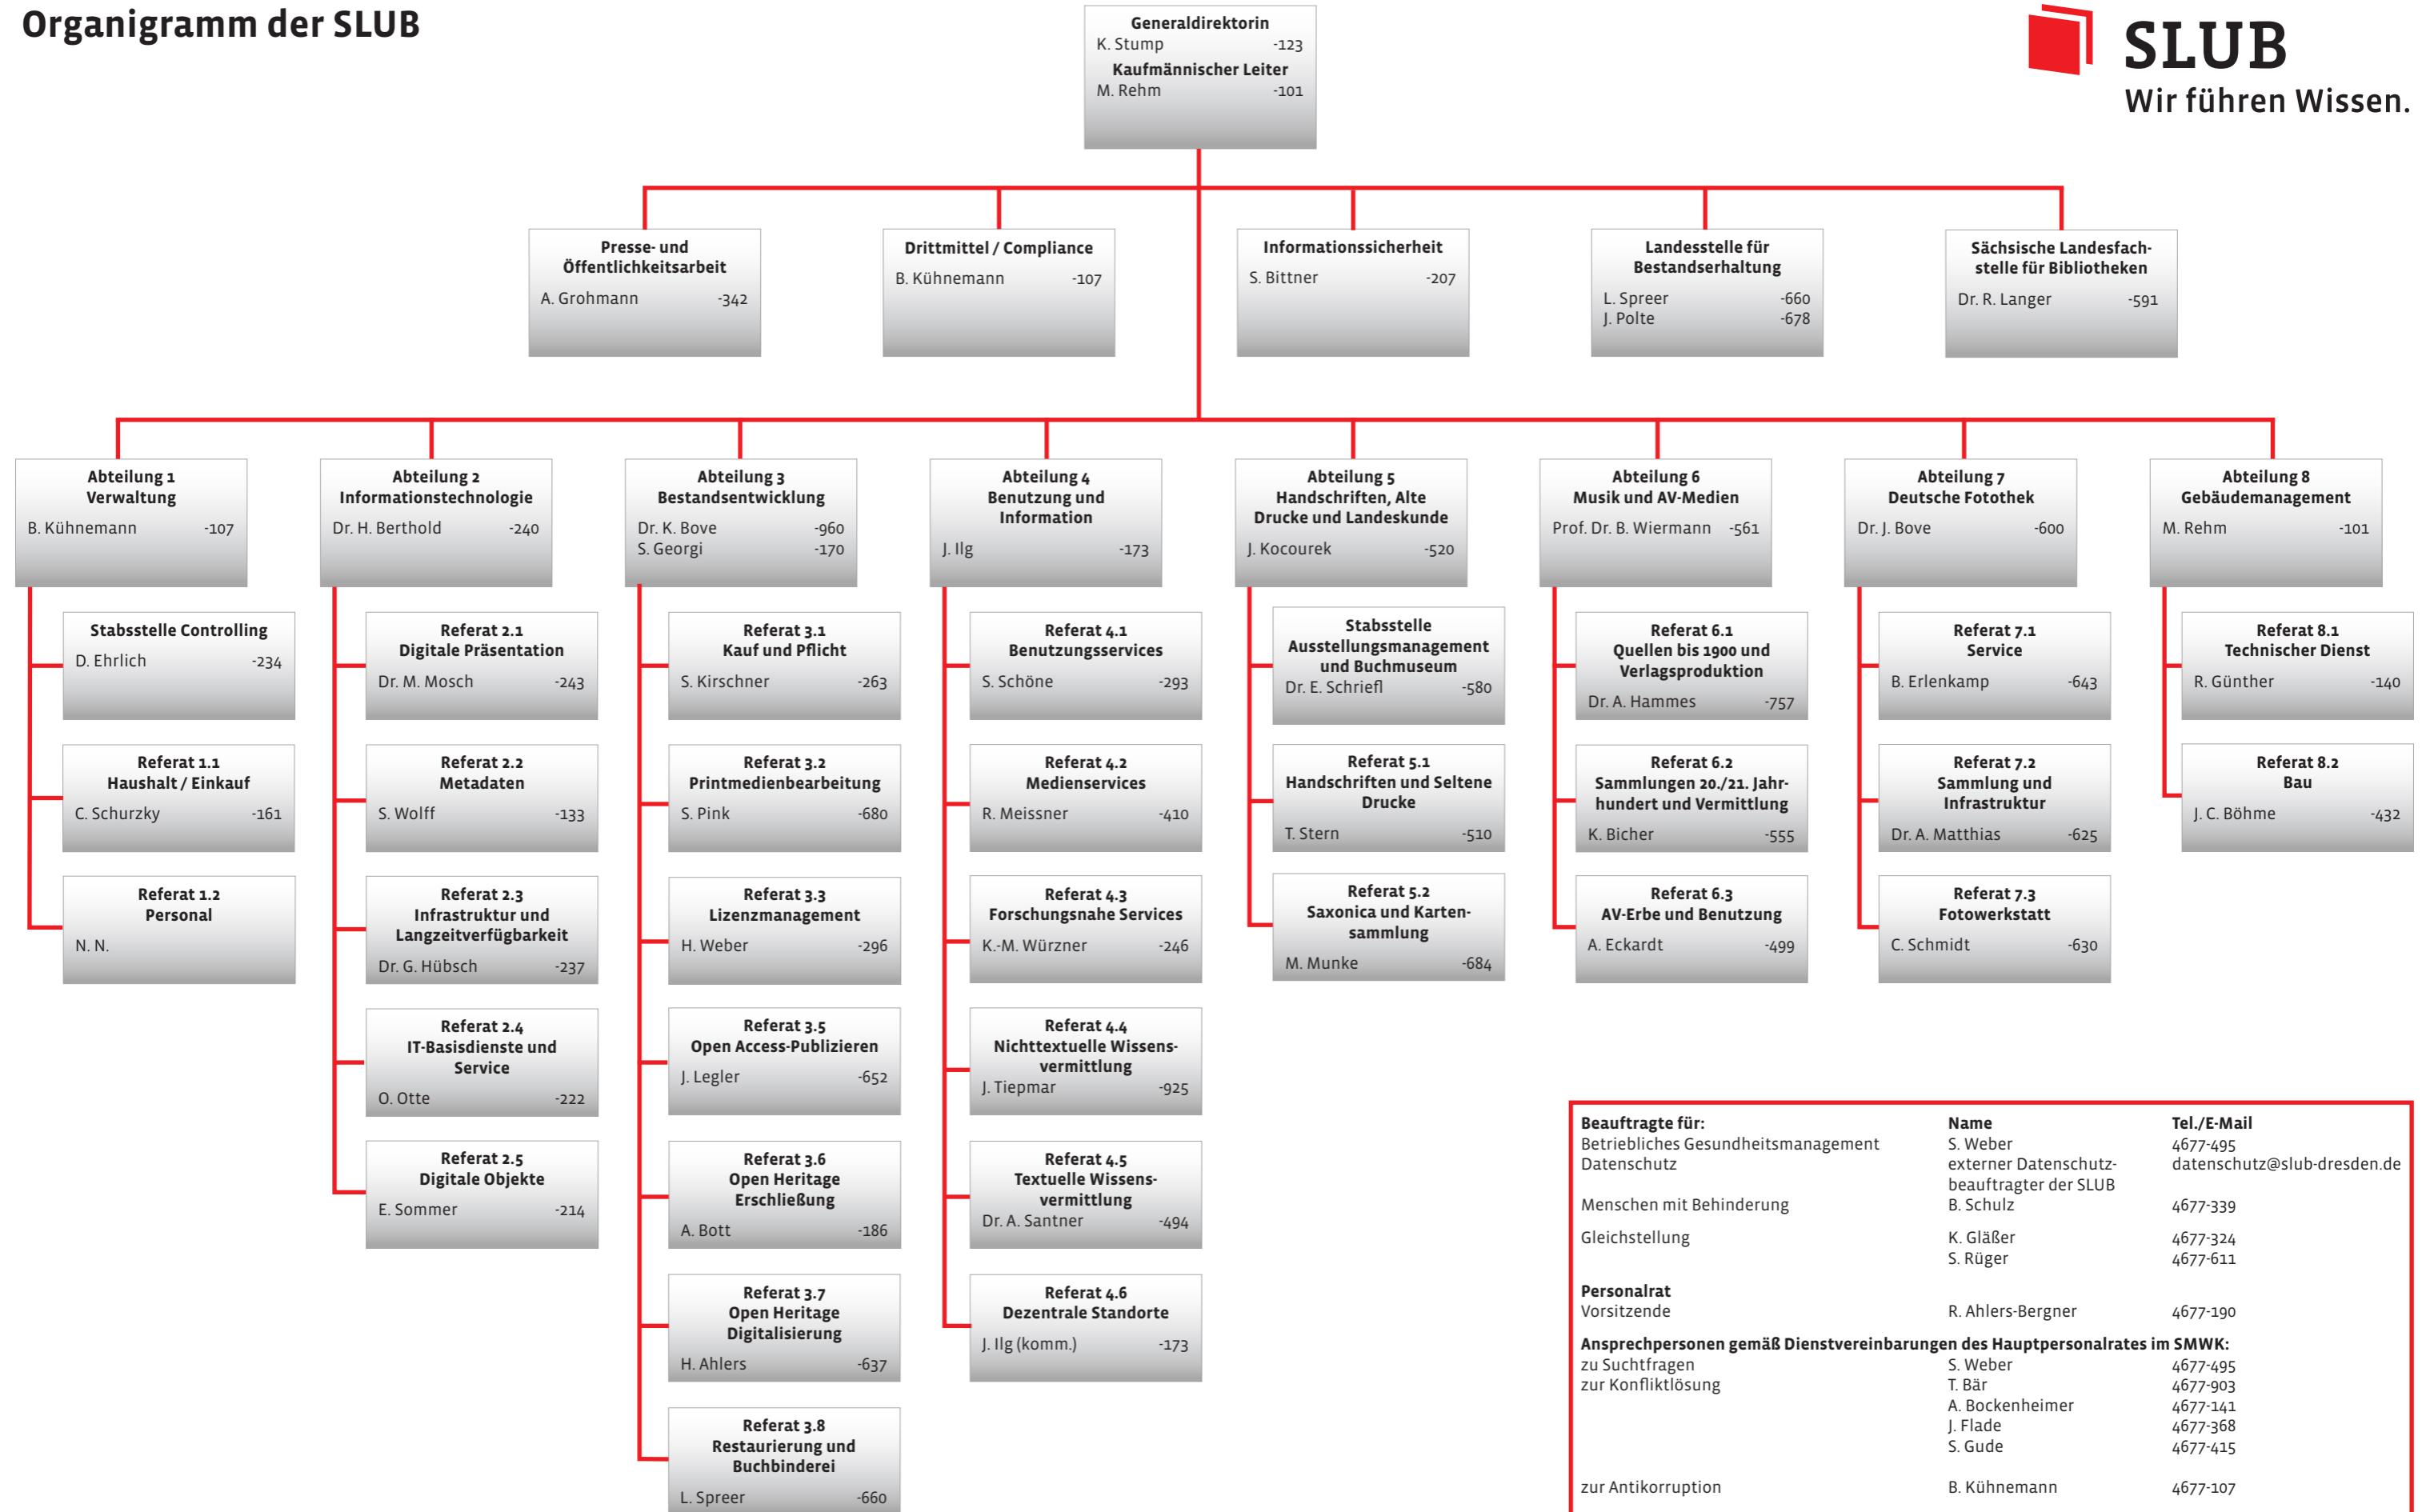 Organigramm der SLUB
SLUB
Wir führen Wissen.
Generaldirektorin
K. Stump -123
Kaufmännischer Leiter
M. Rehm -101
Presse- und
Öffentlichkeitsarbeit
A. Grohmann -342
Drittmittel / Compliance
B. Kühnemann -107
Informationssicherheit
S. Bittner -207
Landesstelle für
Bestandserhaltung
L. Spreer -660
J. Polte -678
Sächsische Landesfach-
stelle für Bibliotheken
Dr. R. Langer -591
Abteilung 1
Verwaltung
B. Kühnemann -107
Stabsstelle Controlling
D. Ehrlich -234
Referat 1.1
Haushalt / Einkauf
C. Schurzky -161
Referat 1.2
Personal
N. N.
Abteilung 2
Informationstechnologie
Dr. H. Berthold -240
Referat 2.1
Digitale Präsentation
Dr. M. Mosch -243
Referat 2.2
Metadaten
S. Wolff -133
Referat 2.3
Infrastruktur und
Langzeitverfügbarkeit
Dr. G. Hübsch -237
Referat 2.4
IT-Basisdienste und
Service
O. Otte -222
Referat 2.5
Digitale Objekte
E. Sommer -214
Abteilung 3
Bestandsentwicklung
Dr. K. Bove -960
S. Georgi -170
Referat 3.1
Kauf und Pflicht
S. Kirschner -263
Referat 3.2
Printmedienbearbeitung
S. Pink -680
Referat 3.3
Lizenzmanagement
H. Weber -296
Referat 3.5
Open Access-Publizieren
J. Legler -652
Referat 3.6
Open Heritage
Erschließung
A. Bott -186
Referat 3.7
Open Heritage
Digitalisierung
H. Ahlers -637
Referat 3.8
Restaurierung und
Buchbinderei
L. Spreer -660
Abteilung 4
Benutzung und
Information
J. Ilg -173
Referat 4.1
Benutzungsservices
S. Schöne -293
Referat 4.2
Medienservices
R. Meissner -410
Referat 4.3
Forschungsnahe Services
K.-M. Würzner -246
Referat 4.4
Nichttextuelle Wissens-
vermittlung
J. Tiepmar -925
Referat 4.5
Textuelle Wissens-
vermittlung
Dr. A. Santner -494
Referat 4.6
Dezentrale Standorte
J. Ilg (komm.) -173
Abteilung 5
Handschriften, Alte
Drucke und Landeskunde
J. Kocourek -520
Stabsstelle
Ausstellungsmanagement
und Buchmuseum
Dr. E. Schriefl -580
Referat 5.1
Handschriften und Seltene
Drucke
T. Stern -510
Referat 5.2
Saxonica und Karten-
sammlung
M. Munke -684
Abteilung 6
Musik und AV-Medien
Prof. Dr. B. Wiermann -561
Referat 6.1
Quellen bis 1900 und
Verlagsproduktion
Dr. A. Hammes -757
Referat 6.2
Sammlungen 20./21. Jahr-
hundert und Vermittlung
K. Bicher -555
Referat 6.3
AV-Erbe und Benutzung
A. Eckardt -499
Abteilung 7
Deutsche Fotothek
Dr. J. Bove -600
Referat 7.1
Service
B. Erlenkamp -643
Referat 7.2
Sammlung und
Infrastruktur
Dr. A. Matthias -625
Referat 7.3
Fotowerkstatt
C. Schmidt -630
Abteilung 8
Gebäudemanagement
M. Rehm -101
Referat 8.1
Technischer Dienst
R. Günther -140
Referat 8.2
Bau
J. C. Böhme -432
Beauftragte für: Name Tel./E-Mail
Betriebliches Gesundheitsmanagement S. Weber 4677-495
Datenschutz externer Datenschutz- datenschutz@slub-dresden.de
beauftragter der SLUB
Menschen mit Behinderung B. Schulz 4677-339
Gleichstellung K. Gläßer 4677-324
S. Rüger 4677-611
Personalrat
Vorsitzende R. Ahlers-Bergner 4677-190
Ansprechpersonen gemäß Dienstvereinbarungen des Hauptpersonalrates im SMWK:
zu Suchtfragen S. Weber 4677-495
zur Konfliktlösung T. Bär 4677-903
A. Bockenheimer 4677-141
J. Flade 4677-368
S. Gude 4677-415
zur Antikorruption B. Kühnemann 4677-107